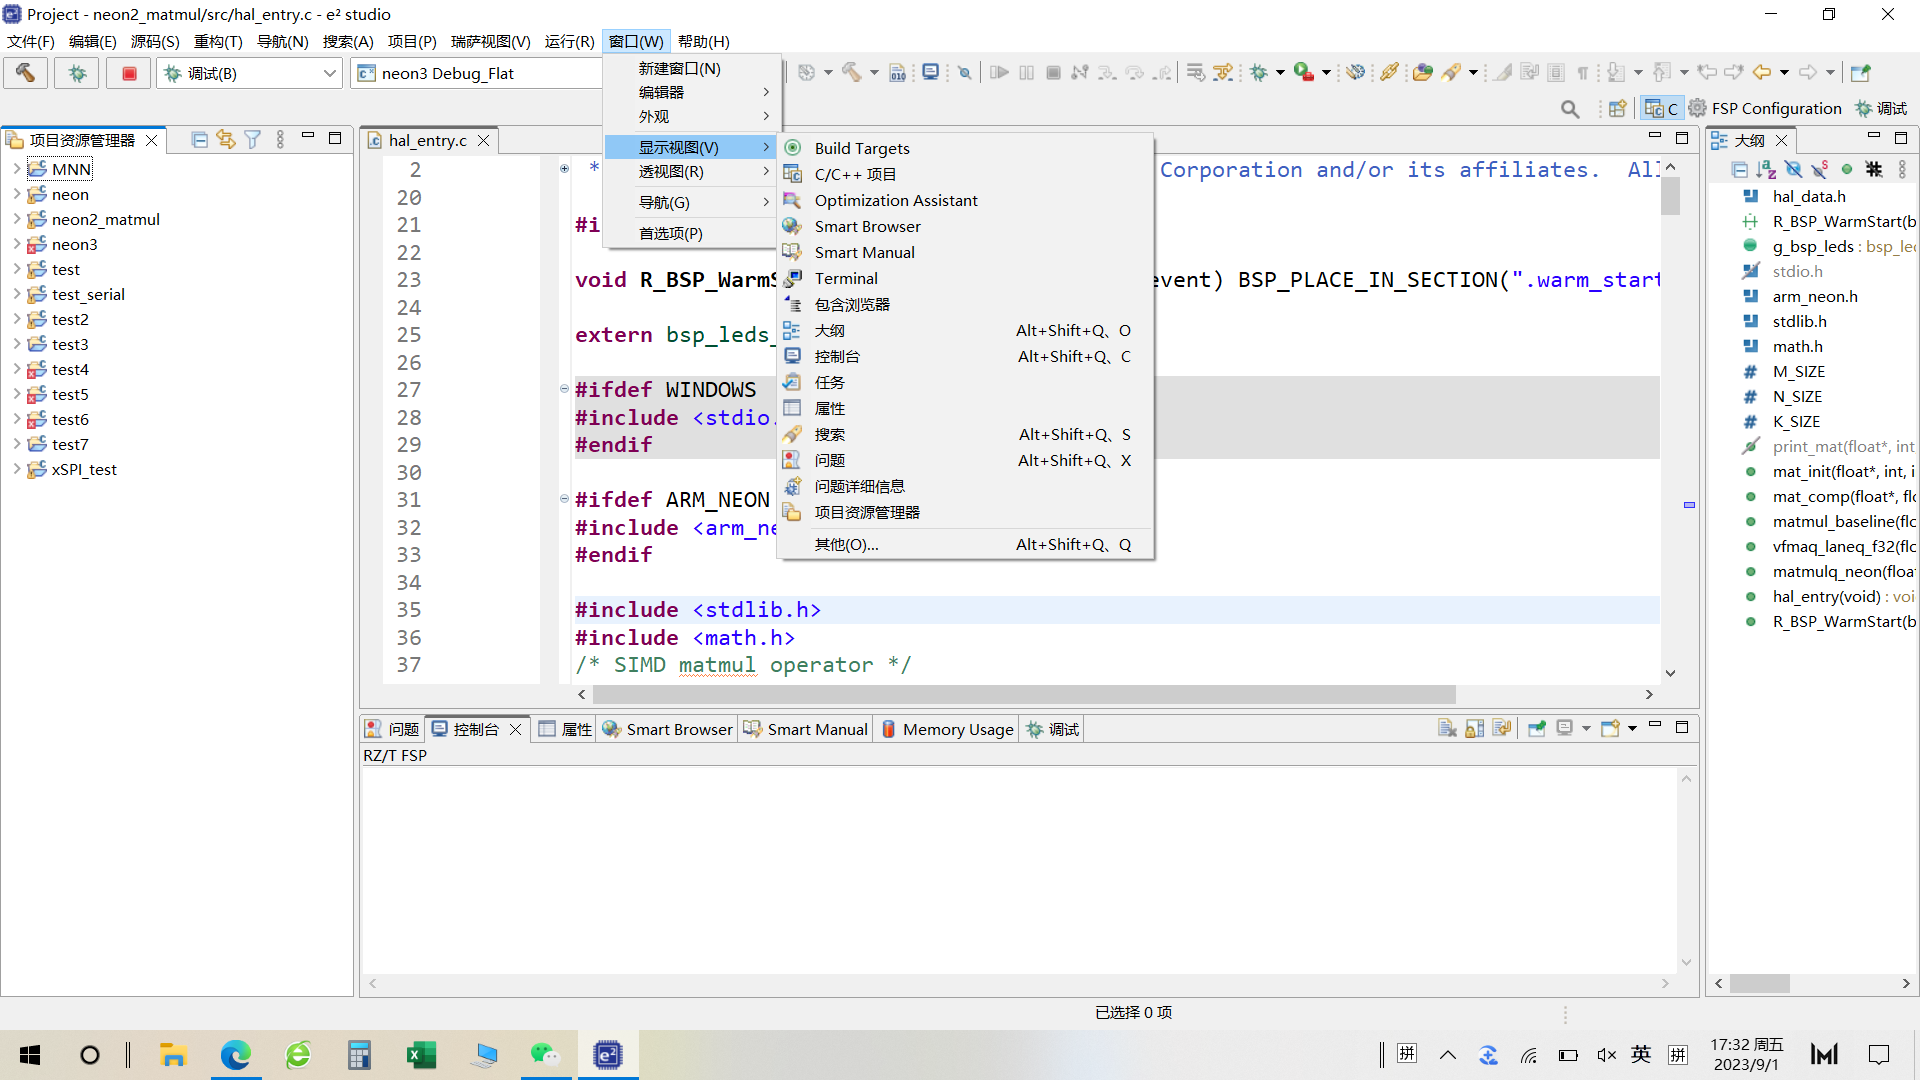 Project - neon2_matmul/src/hal_entry.c - e² studio
文件(F) 编辑(E) 源码(S) 重构(T) 导航(N) 搜索(A) 项目(P) 瑞萨视图(V) 运行(R) 窗口(W) 帮助(H)
调试(B)
neon3 Debug_Flat
010
C
FSP Configuration
调试
新建窗口(N)
编辑器
外观
显示视图(V)
透视图(R)
导航(G)
首选项(P)
Build Targets
C/C++ 项目
Optimization Assistant
Smart Browser
Smart Manual
Terminal
包含浏览器
大纲 Alt+Shift+Q、O
控制台 Alt+Shift+Q、C
任务
属性
搜索 Alt+Shift+Q、S
问题 Alt+Shift+Q、X
问题详细信息
项目资源管理器
其他(O)... Alt+Shift+Q、Q
项目资源管理器
MNN
neon
neon2_matmul
neon3
test
test_serial
test2
test3
test4
test5
test6
test7
xSPI_test
hal_entry.c
2 * Corporation and/or its affiliates. All
20
21 #i
22
23 void R_BSP_WarmS event) BSP_PLACE_IN_SECTION(".warm_start
24
25 extern bsp_leds_
26
27 #ifdef WINDOWS
28 #include <stdio.
29 #endif
30
31 #ifdef ARM_NEON
32 #include <arm_ne
33 #endif
34
35 #include <stdlib.h>
36 #include <math.h>
37 /* SIMD matmul operator */
大纲
hal_data.h
R_BSP_WarmStart(b
g_bsp_leds : bsp_le
stdio.h
arm_neon.h
stdlib.h
math.h
M_SIZE
N_SIZE
K_SIZE
print_mat(float*, int
mat_init(float*, int, i
mat_comp(float*, flo
matmul_baseline(flo
vfmaq_laneq_f32(flo
matmulq_neon(floa
hal_entry(void) : voi
R_BSP_WarmStart(b
问题 控制台 属性 Smart Browser Smart Manual Memory Usage 调试
RZ/T FSP
已选择 0 项
拼
英
拼
17:32 周五
2023/9/1